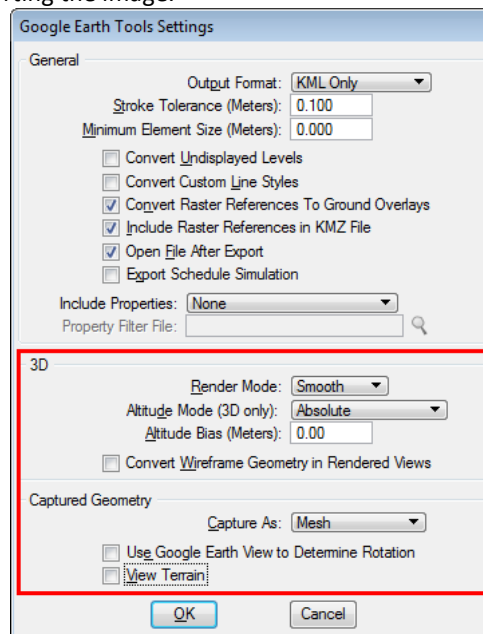 rting the image.
Google Earth Tools Settings
General
Output Format: KML Only
Stroke Tolerance (Meters): 0.100
Minimum Element Size (Meters): 0.000
Convert Undisplayed Levels
Convert Custom Line Styles
Convert Raster References To Ground Overlays
Include Raster References in KMZ File
Open File After Export
Export Schedule Simulation
Include Properties: None
Property Filter File:
3D
Render Mode: Smooth
Altitude Mode (3D only): Absolute
Altitude Bias (Meters): 0.00
Convert Wireframe Geometry in Rendered Views
Captured Geometry
Capture As: Mesh
Use Google Earth View to Determine Rotation
View Terrain
OK Cancel